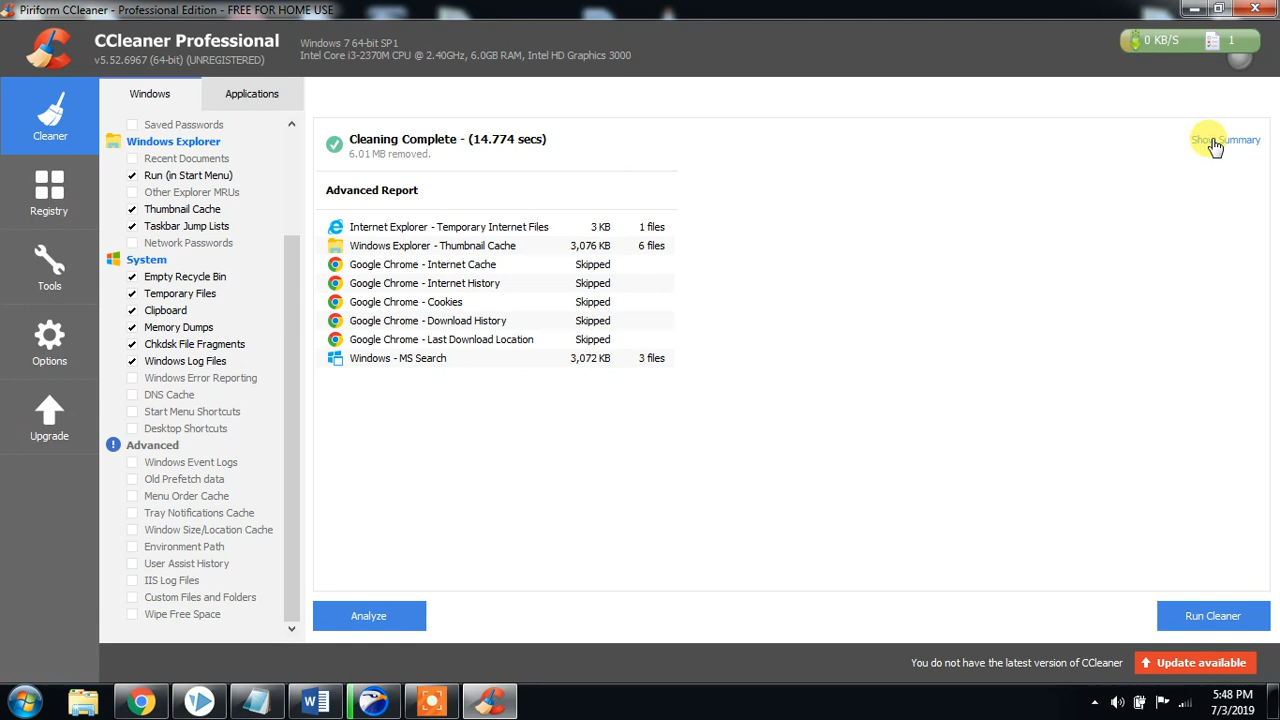 Piriform CCleaner - Professional Edition - FREE FOR HOME USE
CCleaner Professional
v5.52.6967 (64-bit) (UNREGISTERED)
Windows 7 64-bit SP1
Intel Core i3-2370M CPU @ 2.40GHz, 6.0GB RAM, Intel HD Graphics 3000
0 KB/S
1
Cleaner
Registry
Tools
Options
Upgrade
Windows
Applications
Saved Passwords
Windows Explorer
Recent Documents
Run (in Start Menu)
Other Explorer MRUs
Thumbnail Cache
Taskbar Jump Lists
Network Passwords
System
Empty Recycle Bin
Temporary Files
Clipboard
Memory Dumps
Chkdsk File Fragments
Windows Log Files
Windows Error Reporting
DNS Cache
Start Menu Shortcuts
Desktop Shortcuts
Advanced
Windows Event Logs
Old Prefetch data
Menu Order Cache
Tray Notifications Cache
Window Size/Location Cache
Environment Path
User Assist History
IIS Log Files
Custom Files and Folders
Wipe Free Space
Cleaning Complete - (14.774 secs)
6.01 MB removed.
Show Summary
Advanced Report
Internet Explorer - Temporary Internet Files 3 KB 1 files
Windows Explorer - Thumbnail Cache 3,076 KB 6 files
Google Chrome - Internet Cache Skipped
Google Chrome - Internet History Skipped
Google Chrome - Cookies Skipped
Google Chrome - Download History Skipped
Google Chrome - Last Download Location Skipped
Windows - MS Search 3,072 KB 3 files
Analyze
Run Cleaner
You do not have the latest version of CCleaner
Update available
5:48 PM
7/3/2019